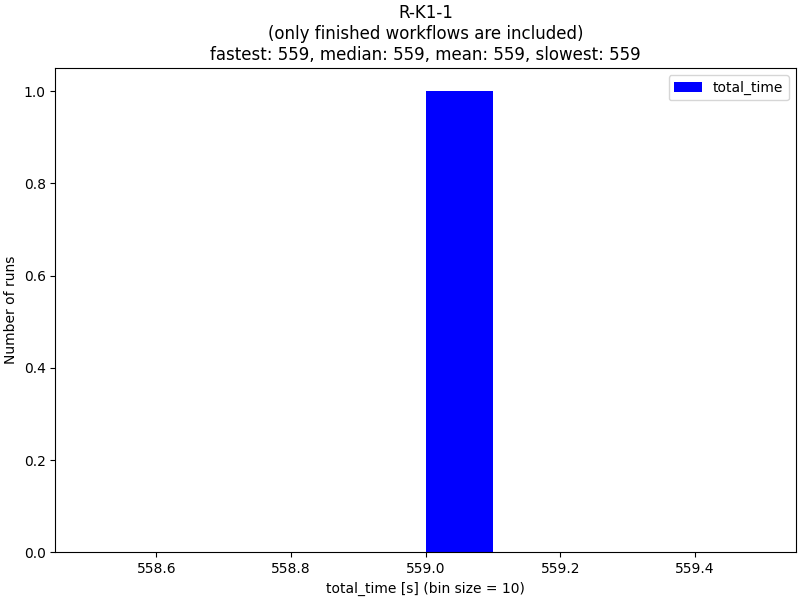 R-K1-1
(only finished workflows are included)
fastest: 559, median: 559, mean: 559, slowest: 559
total_time
1.0
0.8
0.6
0.4
0.2
0.0
Number of runs
558.6 558.8 559.0 559.2 559.4
total_time [s] (bin size = 10)